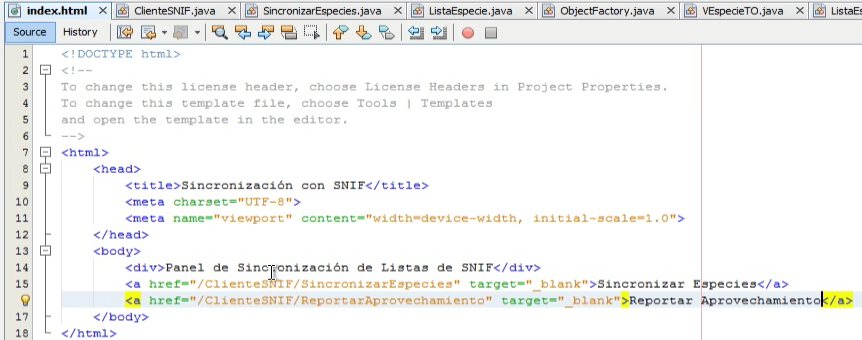 index.html ClienteSNIF.java SincronizarEspecies.java ListaEspecie.java ObjectFactory.java VEspecieTO.java ListaEs
Source History
1 <!DOCTYPE html>
2 <!--
3 To change this license header, choose License Headers in Project Properties.
4 To change this template file, choose Tools | Templates
5 and open the template in the editor.
6 -->
7 <html>
8 <head>
9 <title>Sincronización con SNIF</title>
10 <meta charset="UTF-8">
11 <meta name="viewport" content="width=device-width, initial-scale=1.0">
12 </head>
13 <body>
14 <div>Panel de Sincronización de Listas de SNIF</div>
15 <a href="/ClienteSNIF/SincronizarEspecies" target="_blank">Sincronizar Especies</a>
<a href="/ClienteSNIF/ReportarAprovechamiento" target="_blank">Reportar Aprovechamiento</a>
17 </body>
18 </html>